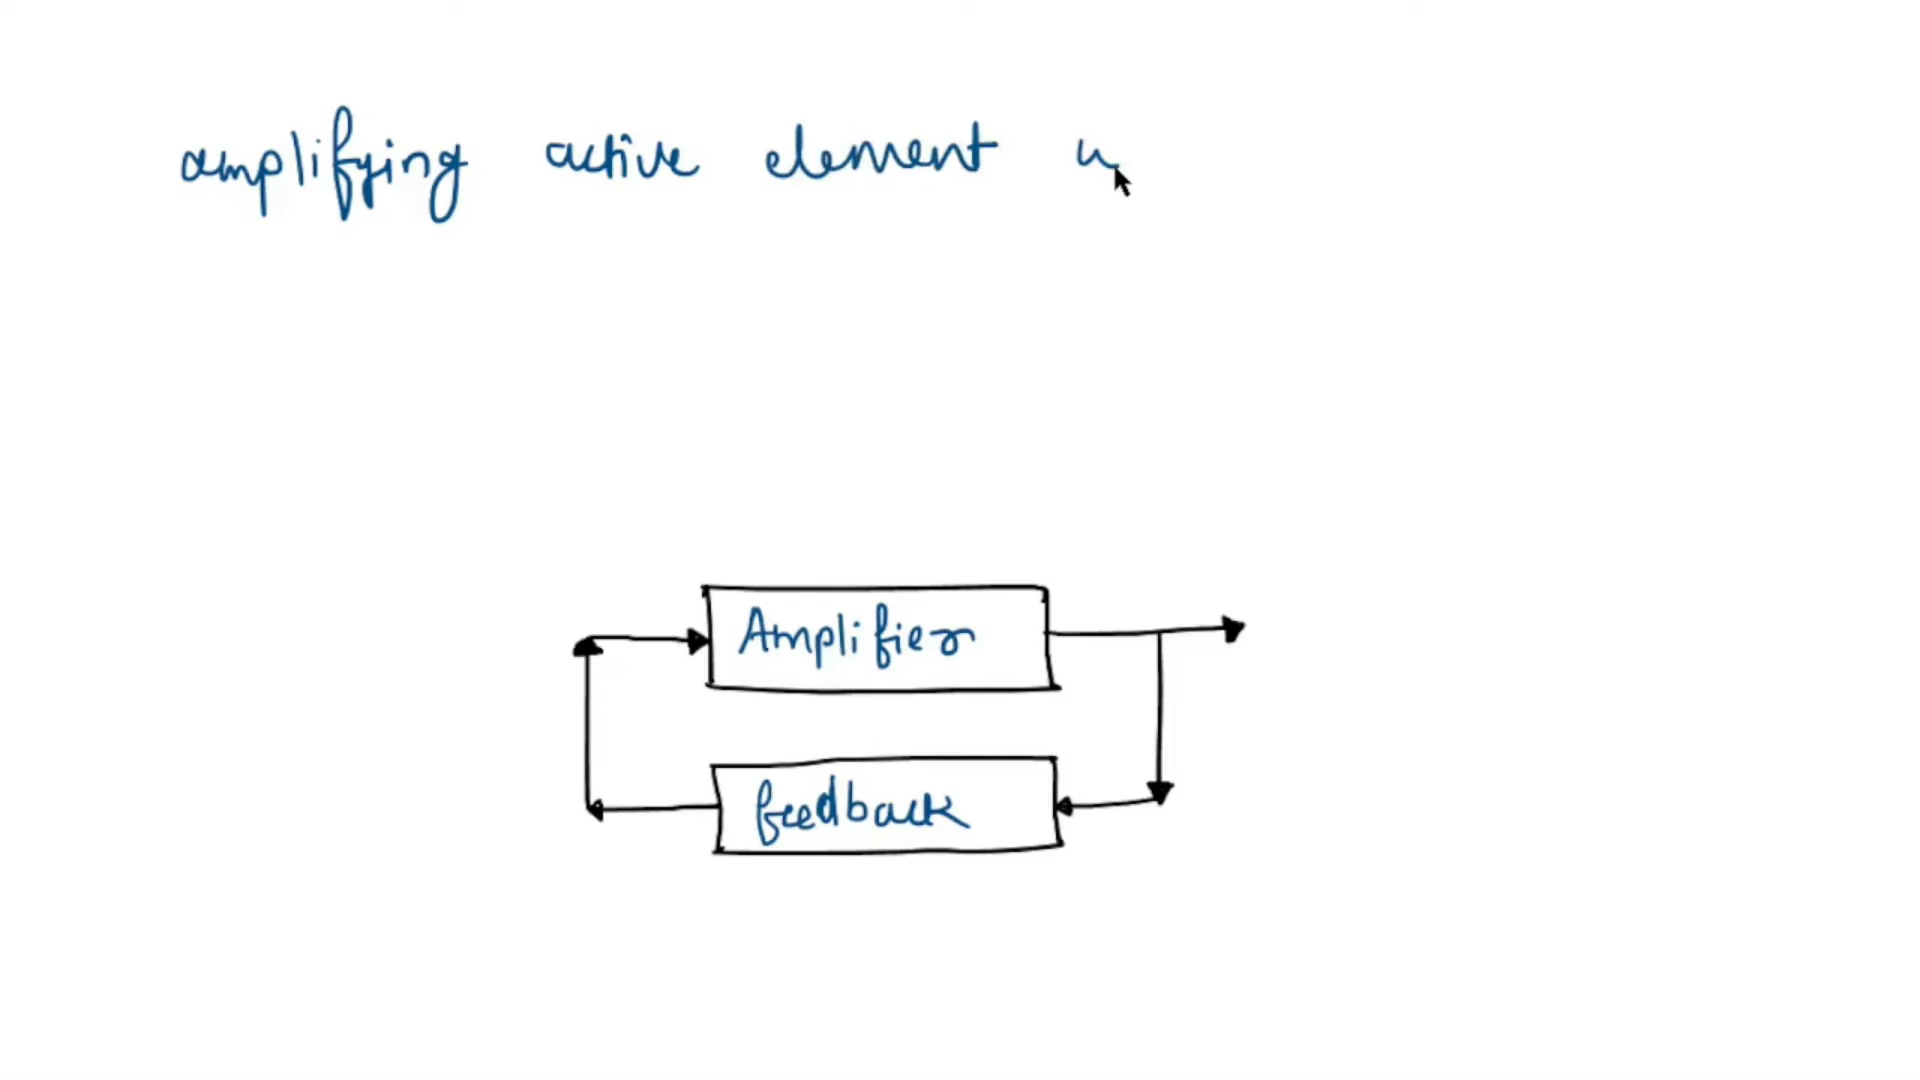 amplifying active element
Amplifier
feedback